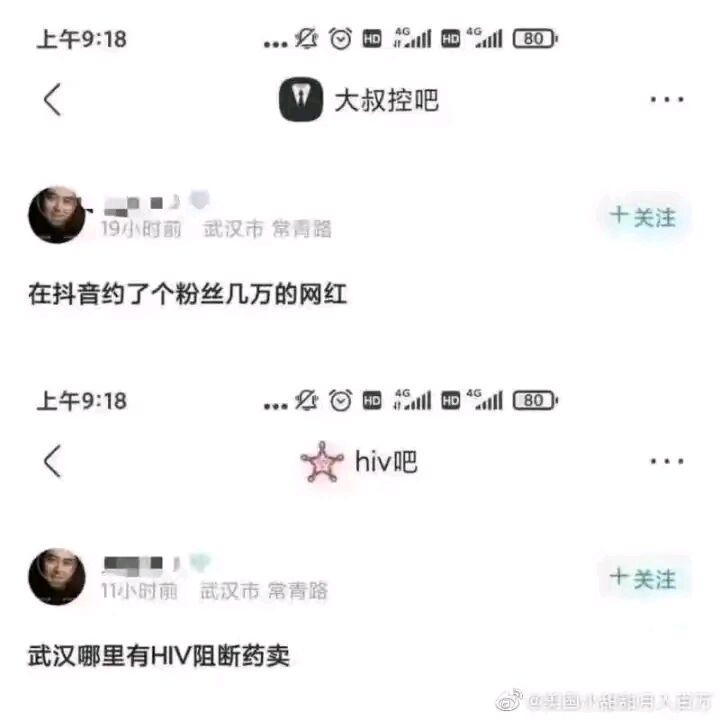 上午9:18
HD 4G HD 4G 80
大叔控吧
19小时前 武汉市 常青路
+关注
在抖音约了个粉丝几万的网红
上午9:18
HD 4G HD 4G 80
hiv吧
11小时前 武汉市 常青路
+关注
武汉哪里有HIV阻断药卖